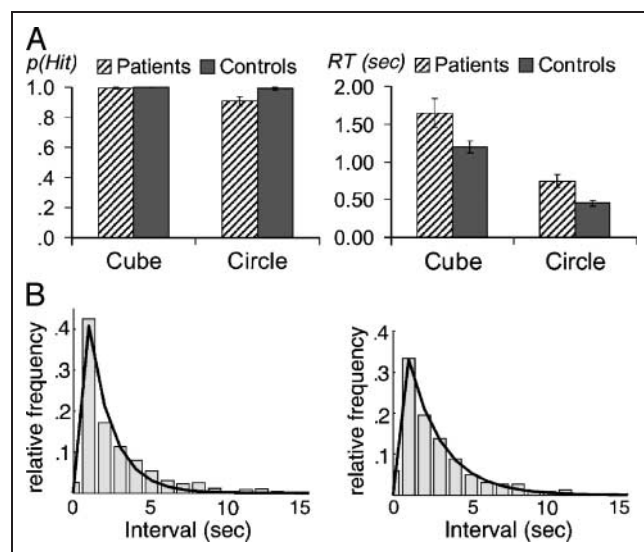 A
p(Hit) Patients Controls
RT (sec) Patients Controls
1.0
.8
.6
.4
.2
.0
Cube Circle
2.00
1.50
1.00
0.50
0.00
Cube Circle
B
relative frequency
.4
.3
.2
.1
0 5 10 15
Interval (sec)
relative frequency
.4
.3
.2
.1
0 5 10 15
Interval (sec)